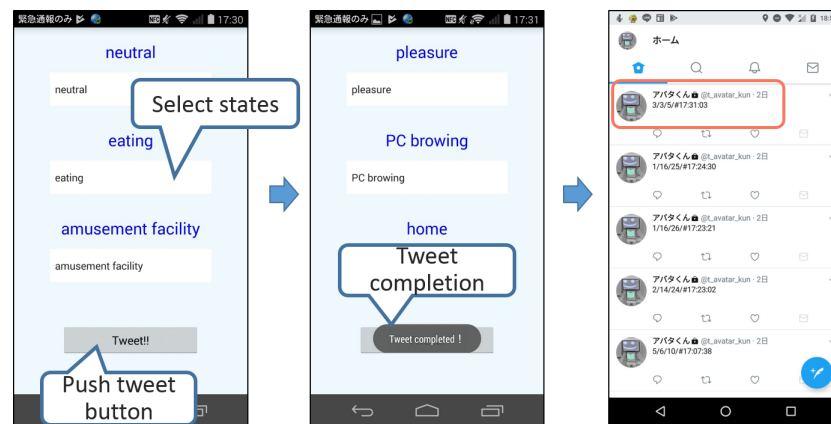 緊急通報のみ 17:30
neutral
neutral
Select states
eating
eating
amusement facility
amusement facility
Tweet!!
Push tweet
button
緊急通報のみ 17:31
pleasure
pleasure
PC browing
PC browing
home
Tweet
completion
Tweet completed !
ホーム
アバタくん @t_avatar_kun · 2日
3/3/5/#17:31:03
アバタくん @t_avatar_kun · 2日
1/16/25/#17:24:30
アバタくん @t_avatar_kun · 2日
1/16/26/#17:23:21
アバタくん @t_avatar_kun · 2日
2/14/24/#17:23:02
アバタくん @t_avatar_kun · 2日
5/6/10/#17:07:38